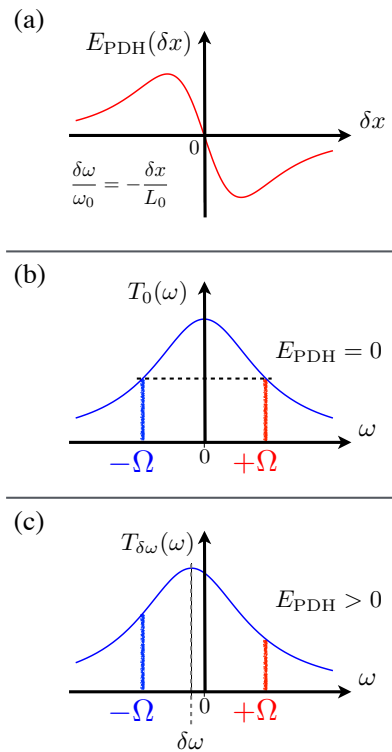 (a)
E_PDH(δx)
δx
0
δω/ω₀ = −δx/L₀
(b)
T₀(ω)
E_PDH = 0
ω
−Ω 0 +Ω
(c)
T_δω(ω)
E_PDH > 0
ω
−Ω 0 +Ω
δω